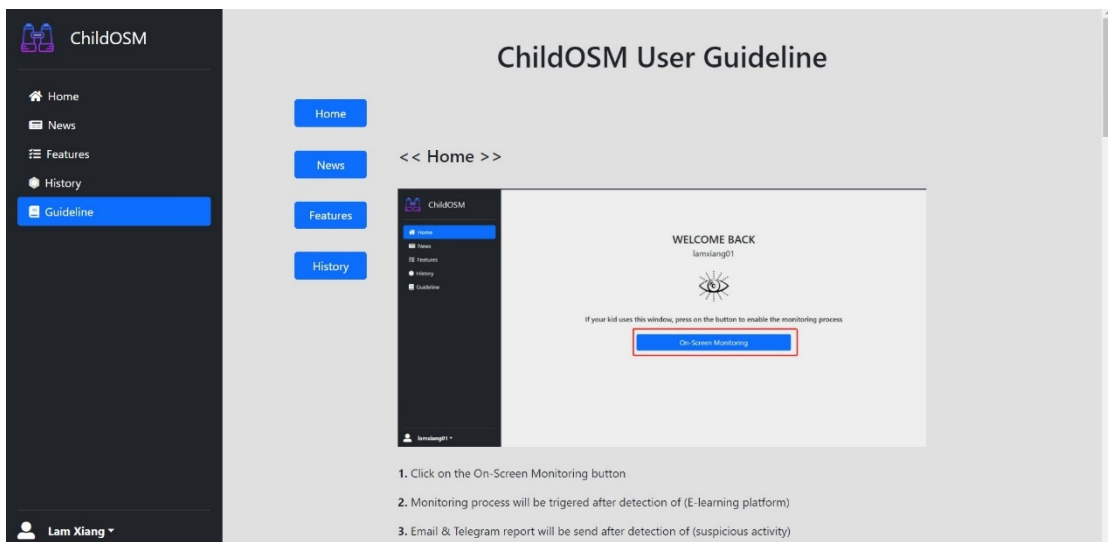 ChildOSM
Home
News
Features
History
Guideline
Lam Xiang
ChildOSM User Guideline
Home
News
Features
History
<< Home >>
ChildOSM
Home
News
Features
History
Guideline
lamxiang01
WELCOME BACK
lamxiang01
If your kid uses this window, press on the button to enable the monitoring process
On-Screen Monitoring
1. Click on the On-Screen Monitoring button
2. Monitoring process will be trigered after detection of (E-learning platform)
3. Email & Telegram report will be send after detection of (suspicious activity)